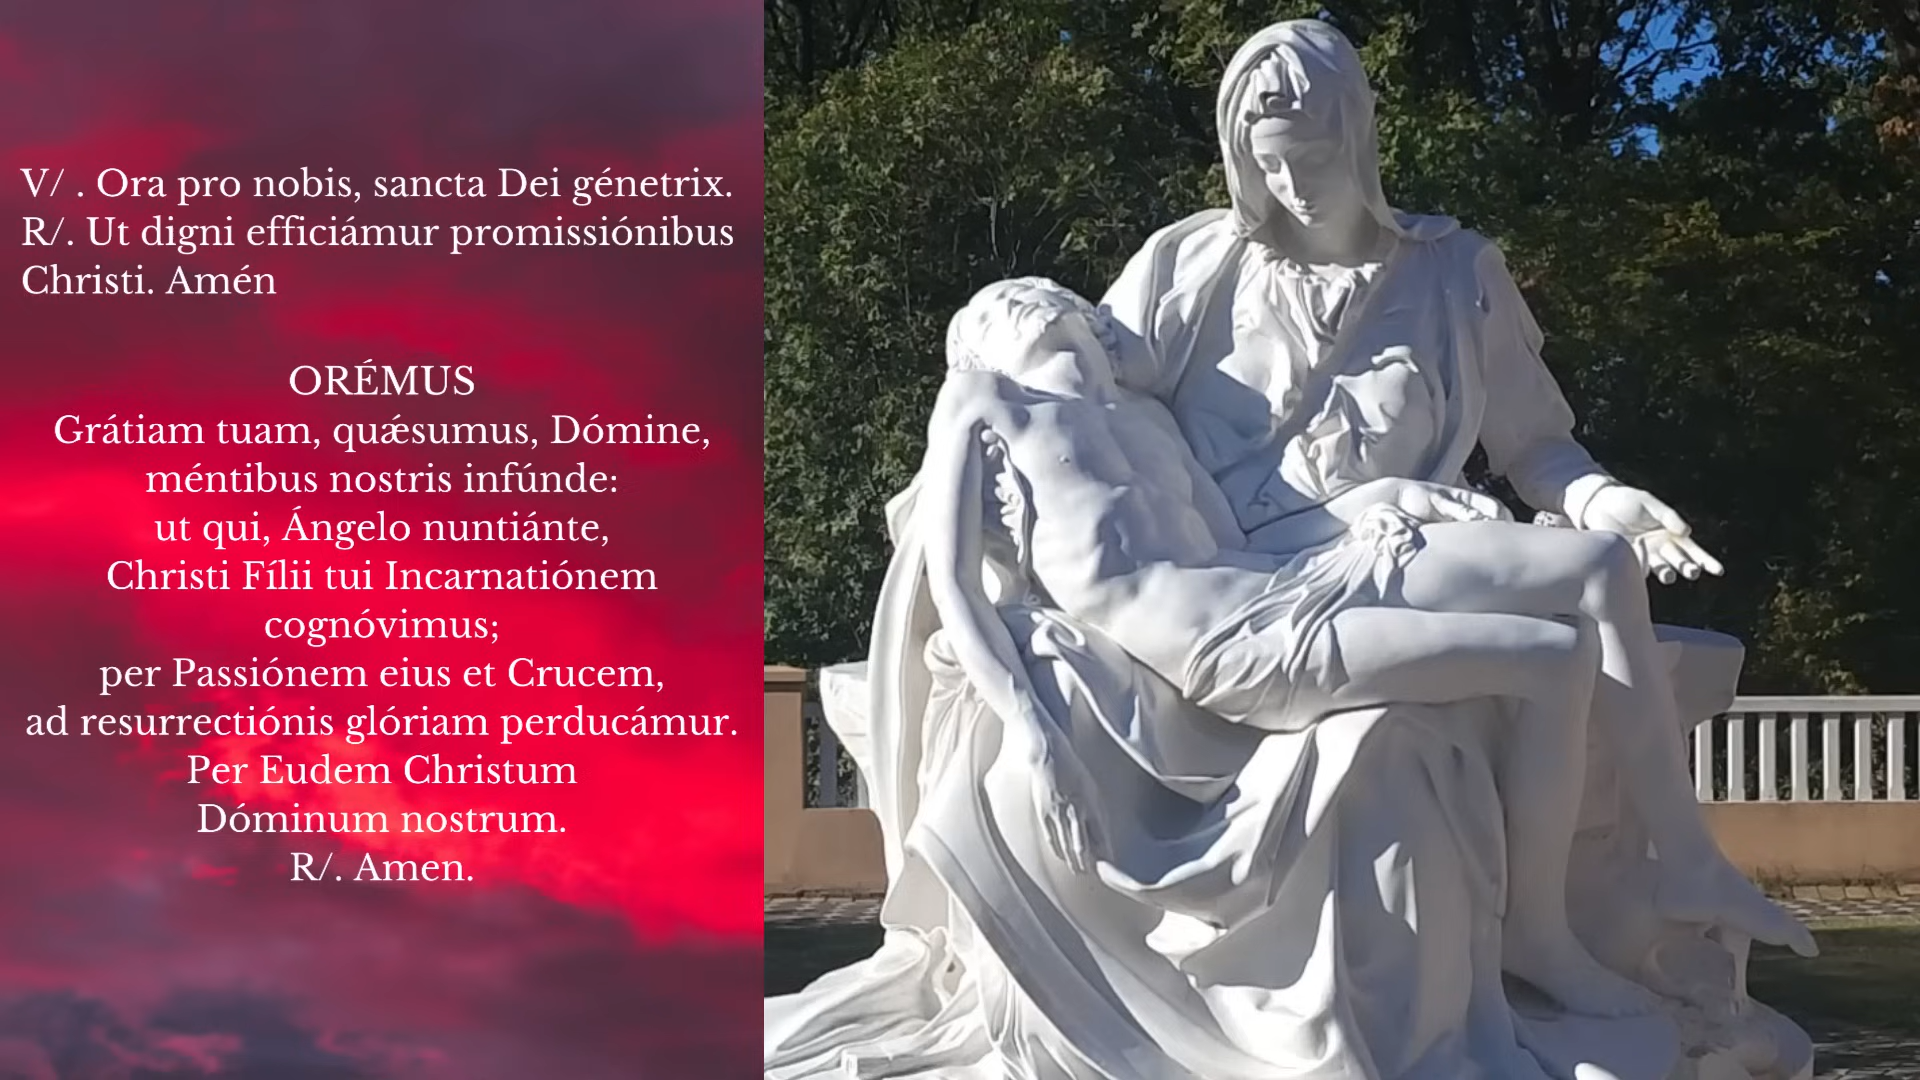 V/ . Ora pro nobis, sancta Dei génetrix.
R/. Ut digni efficiámur promissiónibus
Christi. Amén
ORÉMUS
Grátiam tuam, quǽsumus, Dómine,
méntibus nostris infúnde:
ut qui, Ángelo nuntiánte,
Christi Fílii tui Incarnatiónem
cognóvimus;
per Passiónem eius et Crucem,
ad resurrectiónis glóriam perducámur.
Per Eudem Christum
Dóminum nostrum.
R/. Amen.